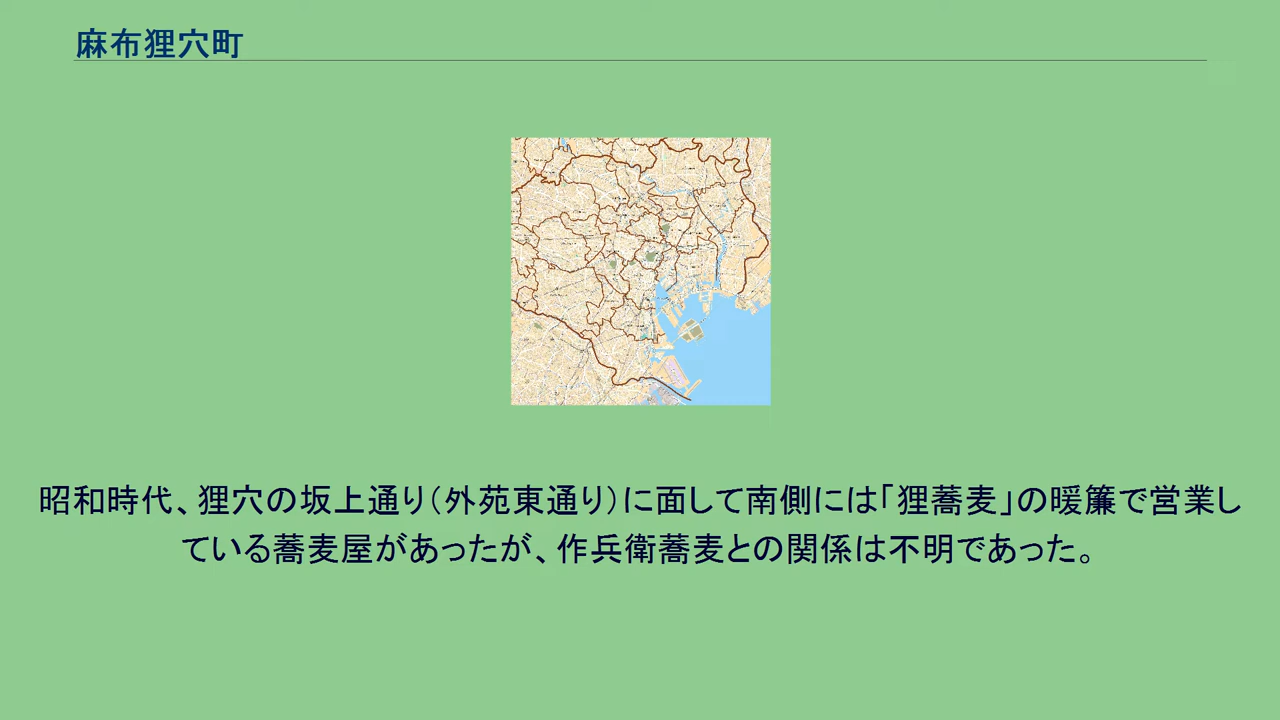 麻布狸穴町
昭和時代、狸穴の坂上通り（外苑東通り）に面して南側には「狸蕎麦」の暖簾で営業し
ている蕎麦屋があったが、作兵衛蕎麦との関係は不明であった。